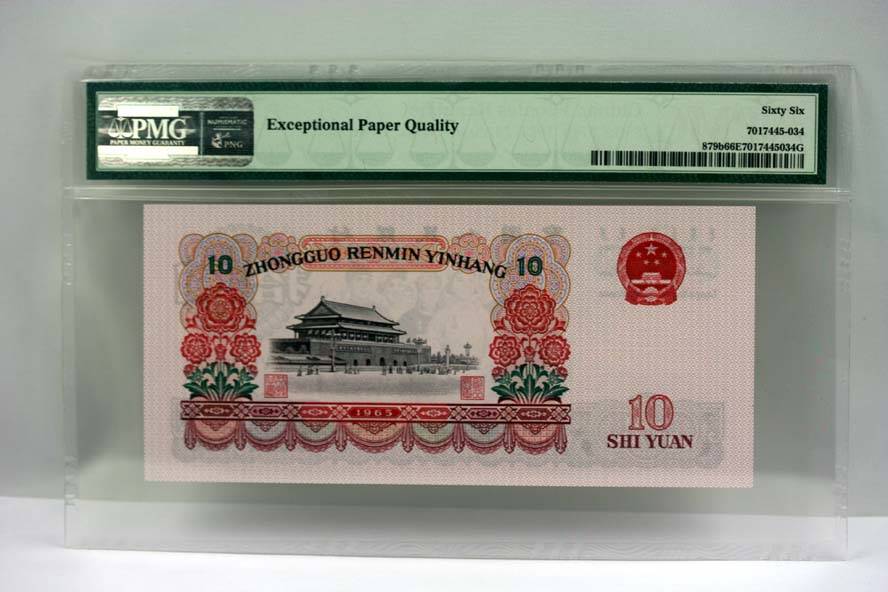 PMG
PAPER MONEY GUARANTY
NUMISMATIC
PNG
Exceptional Paper Quality
Sixty Six
7017445-034
879b66E7017445034G
10
ZHONGGUO RENMIN YINHANG
10
1965
10
SHI YUAN